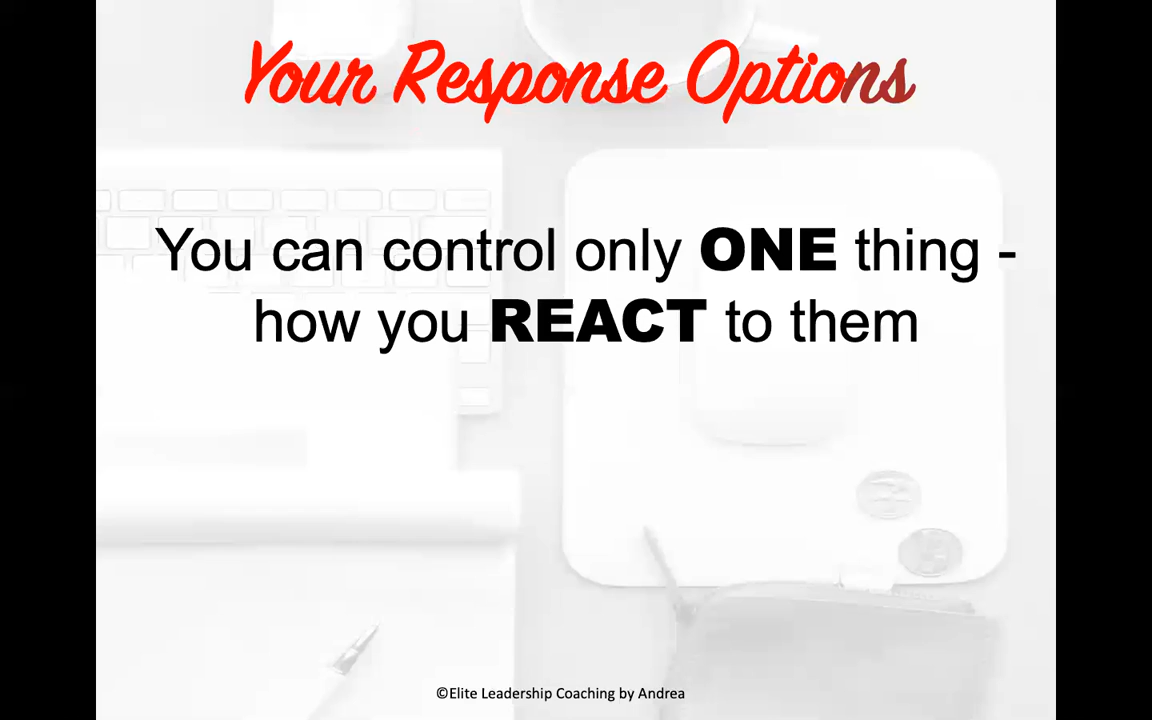 Your Response Options
You can control only ONE thing -
how you REACT to them
©Elite Leadership Coaching by Andrea